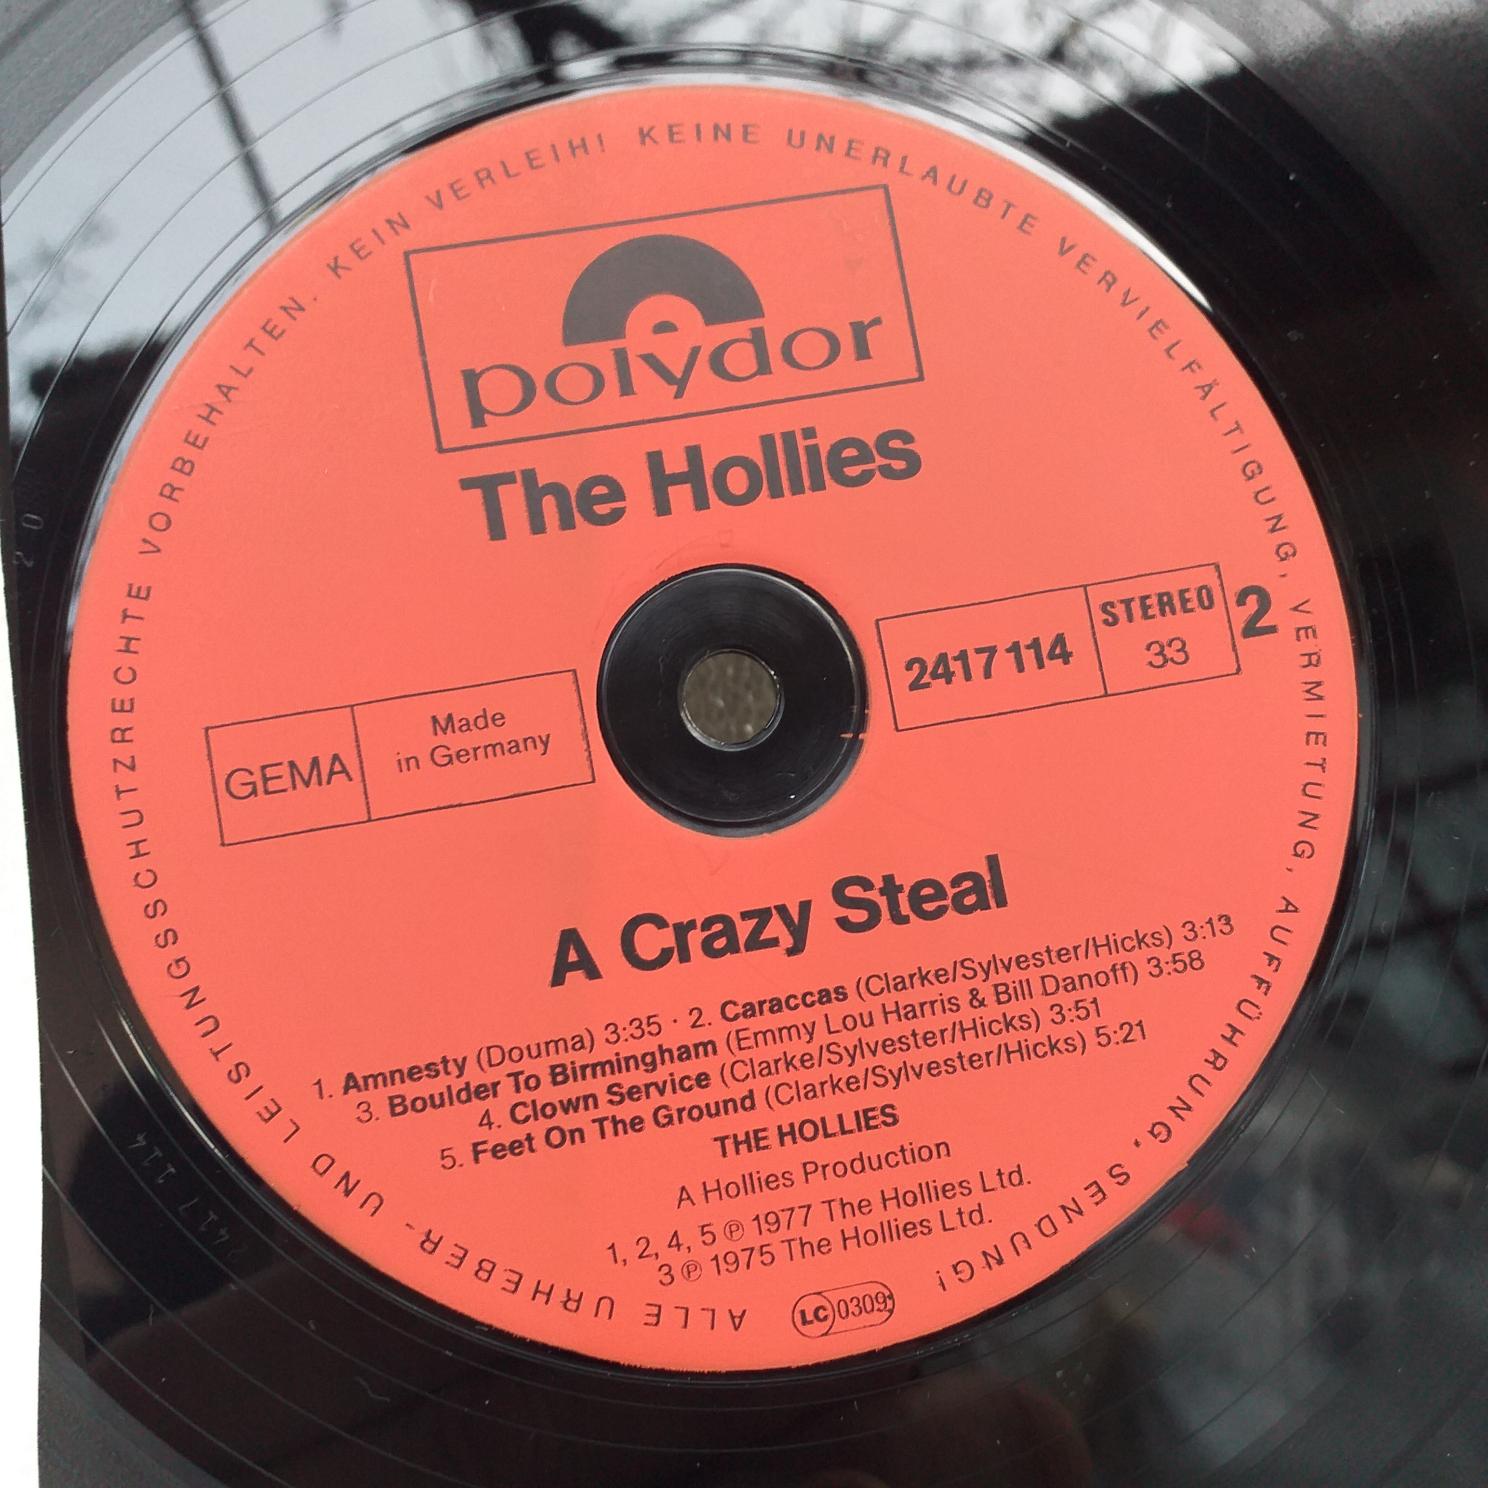 ALLE URHEBER- UND LEISTUNGSSCHUTZRECHTE VORBEHALTEN. KEIN VERLEIH! KEINE UNERLAUBTE VERVIELFÄLTIGUNG, VERMIETUNG, AUFFÜHRUNG, SENDUNG!
polydor
The Hollies
GEMA
Made
in Germany
2417 114
STEREO
33
2
A Crazy Steal
1. Amnesty (Douma) 3:35 · 2. Caraccas (Clarke/Sylvester/Hicks) 3:13
3. Boulder To Birmingham (Emmy Lou Harris & Bill Danoff) 3:58
4. Clown Service (Clarke/Sylvester/Hicks) 3:51
5. Feet On The Ground (Clarke/Sylvester/Hicks) 5:21
THE HOLLIES
A Hollies Production
1, 2, 4, 5 ℗ 1977 The Hollies Ltd.
3 ℗ 1975 The Hollies Ltd.
LC 0309
2417 114